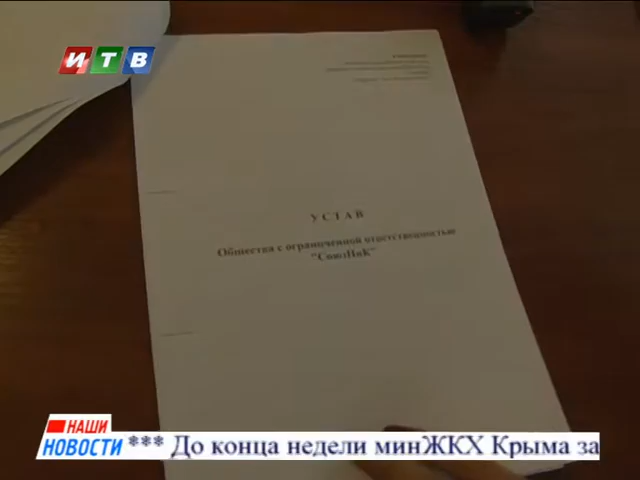 ИТВ
УСТАВ
Общества с ограниченной ответственностью
НАШИ
НОВОСТИ *** До конца недели минЖКХ Крыма за